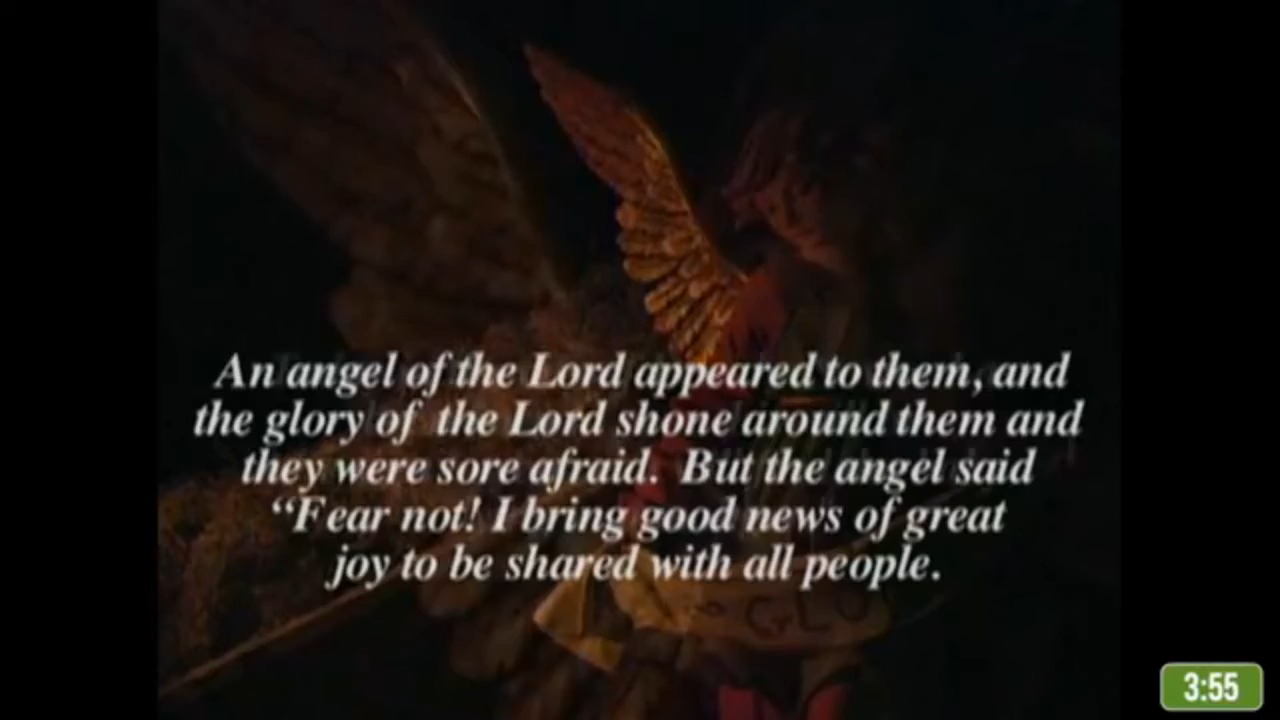 An angel of the Lord appeared to them, and
the glory of the Lord shone around them and
they were sore afraid. But the angel said
“Fear not! I bring good news of great
joy to be shared with all people.
GLO
3:55